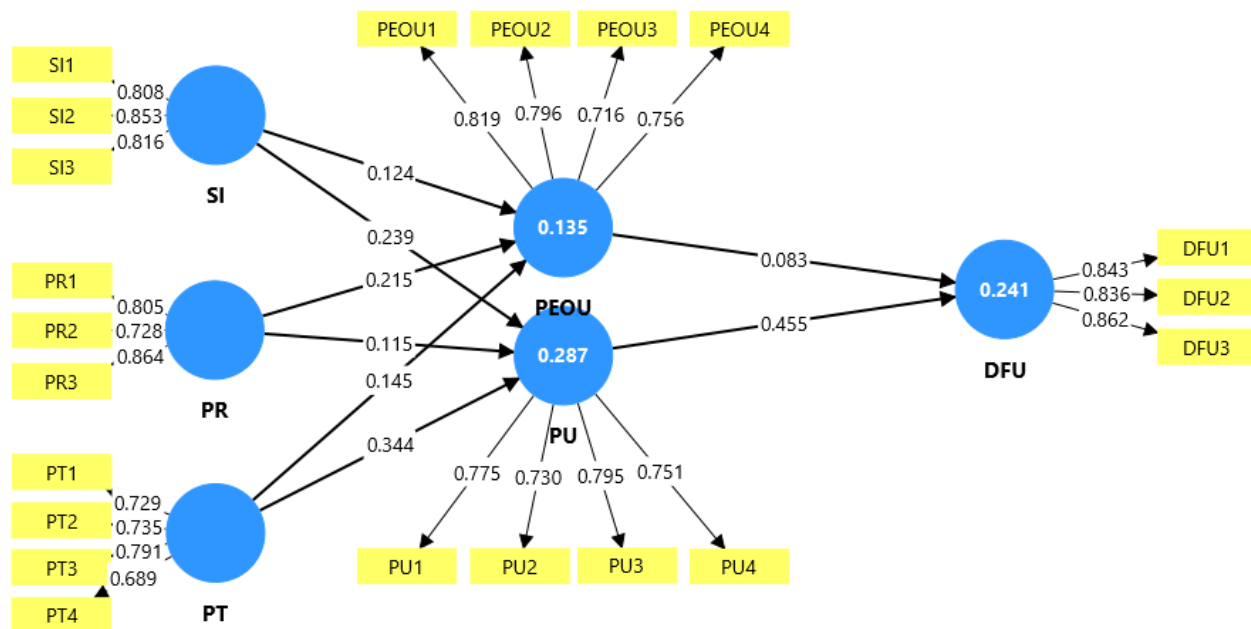 PEOU1 PEOU2 PEOU3 PEOU4
SI1
SI2
SI3
0.808
0.853
0.816
SI
0.819 0.796 0.716 0.756
0.124
0.239
0.215
0.115
0.145
0.344
0.135
PEOU
0.287
PU
PR1
PR2
PR3
0.805
0.728
0.864
PR
PT1
PT2
PT3
PT4
0.729
0.735
0.791
0.689
PT
0.775 0.730 0.795 0.751
PU1 PU2 PU3 PU4
0.083
0.455
0.241
DFU
0.843
0.836
0.862
DFU1
DFU2
DFU3